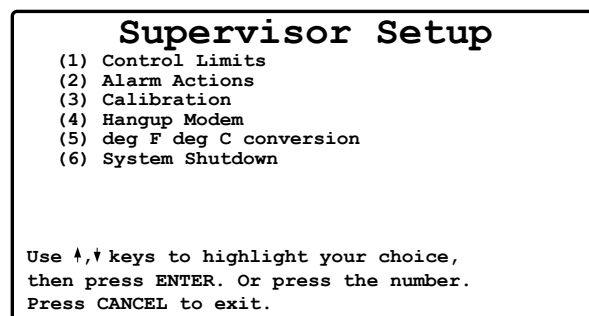 Supervisor Setup
(1) Control Limits
(2) Alarm Actions
(3) Calibration
(4) Hangup Modem
(5) deg F deg C conversion
(6) System Shutdown
Use ↑,↓ keys to highlight your choice,
then press ENTER. Or press the number.
Press CANCEL to exit.